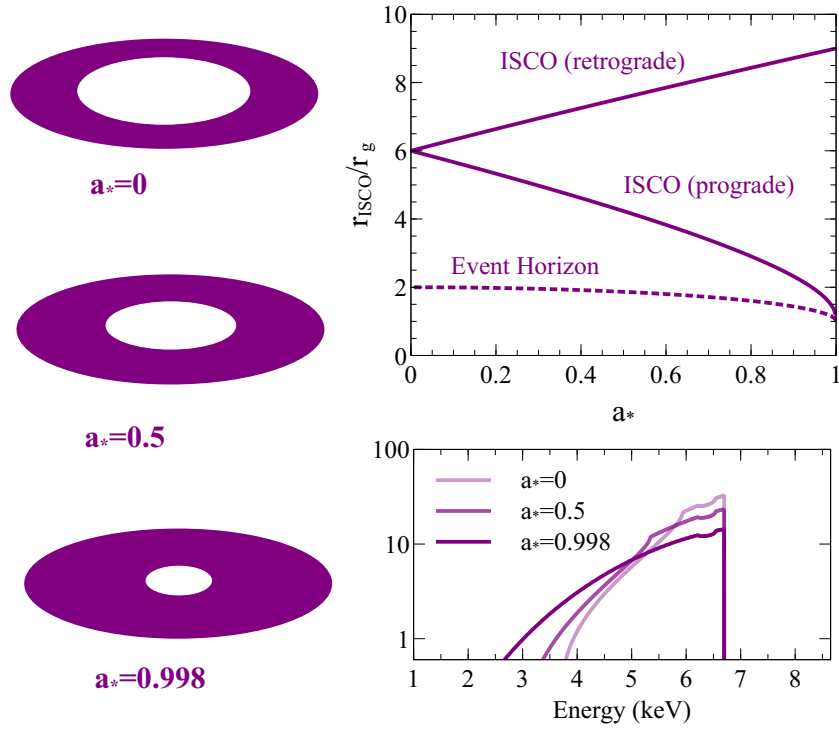 a*=0
a*=0.5
a*=0.998
10
8
6
4
2
0
r_ISCO/r_g
ISCO (retrograde)
ISCO (prograde)
Event Horizon
0 0.2 0.4 0.6 0.8 1
a*
100
10
1
a*=0
a*=0.5
a*=0.998
1 2 3 4 5 6 7 8
Energy (keV)